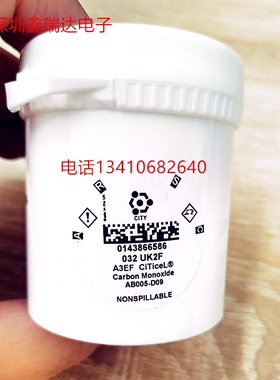 深圳鑫瑞达电子
电话13410682640
CITY
0143866586
032 UK2F
A3EF CiTiceL®
Carbon Monoxide
AB005-D09
NONSPILLABLE